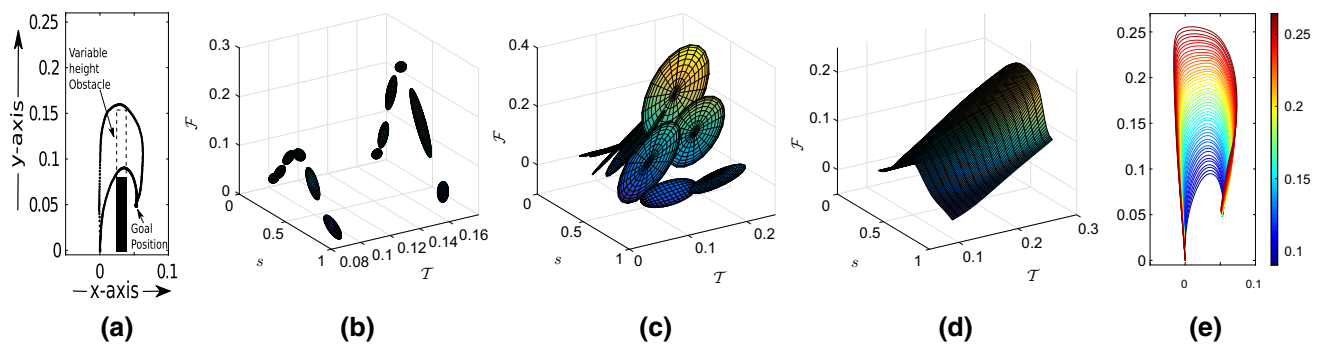 0.25
0.2
0.15
0.1
0.05
0
y-axis
Variable
height
Obstacle
Goal
Position
0 0.1
x-axis
(a)
0.3
0.2
0.1
0
ℱ
0
0.5
1
s
0.08 0.1 0.12 0.14 0.16
𝒯
(b)
0.4
0.2
0
ℱ
0
0.5
1
s
0 0.1 0.2
𝒯
(c)
0.2
0.1
0
ℱ
0
0.5
1
s
0.1 0.2 0.3
𝒯
(d)
0.25
0.2
0.15
0.1
0.05
0
0 0.1
0.25
0.2
0.15
0.1
(e)